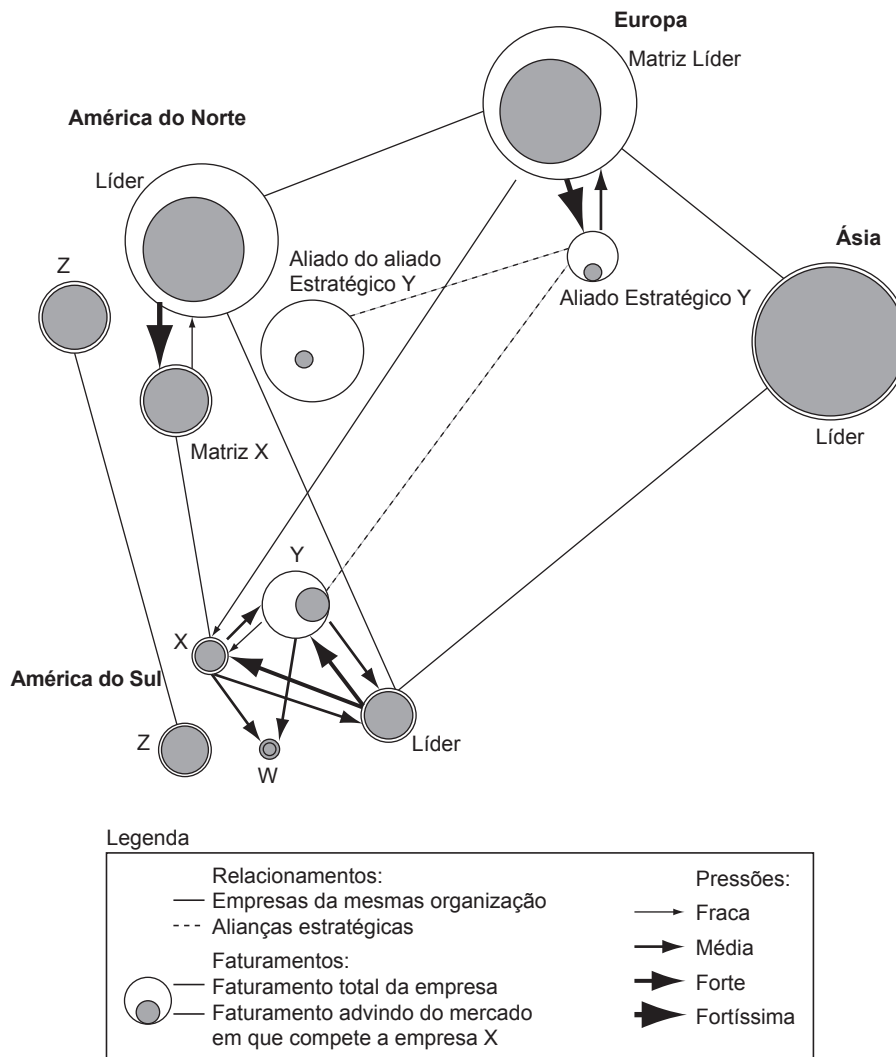 Europa
Matriz Líder
América do Norte
Líder
Z
Aliado do aliado
Estratégico Y
Ásia
Aliado Estratégico Y
Líder
Matriz X
Y
X
América do Sul
Z
W
Líder
Legenda
Relacionamentos:
Empresas da mesmas organização
Alianças estratégicas
Faturamentos:
Faturamento total da empresa
Faturamento advindo do mercado
em que compete a empresa X
Pressões:
Fraca
Média
Forte
Fortíssima